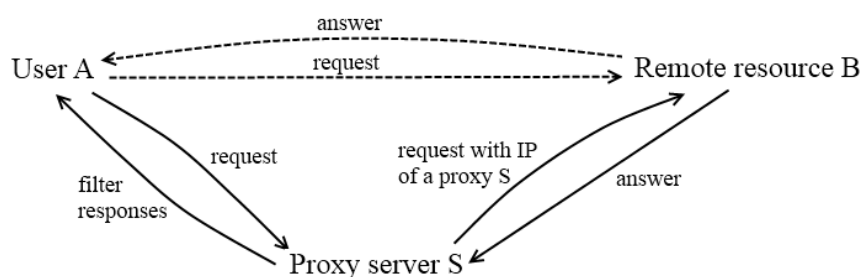 answer
User A
request
Remote resource B
request
request with IP
of a proxy S
answer
filter
responses
Proxy server S